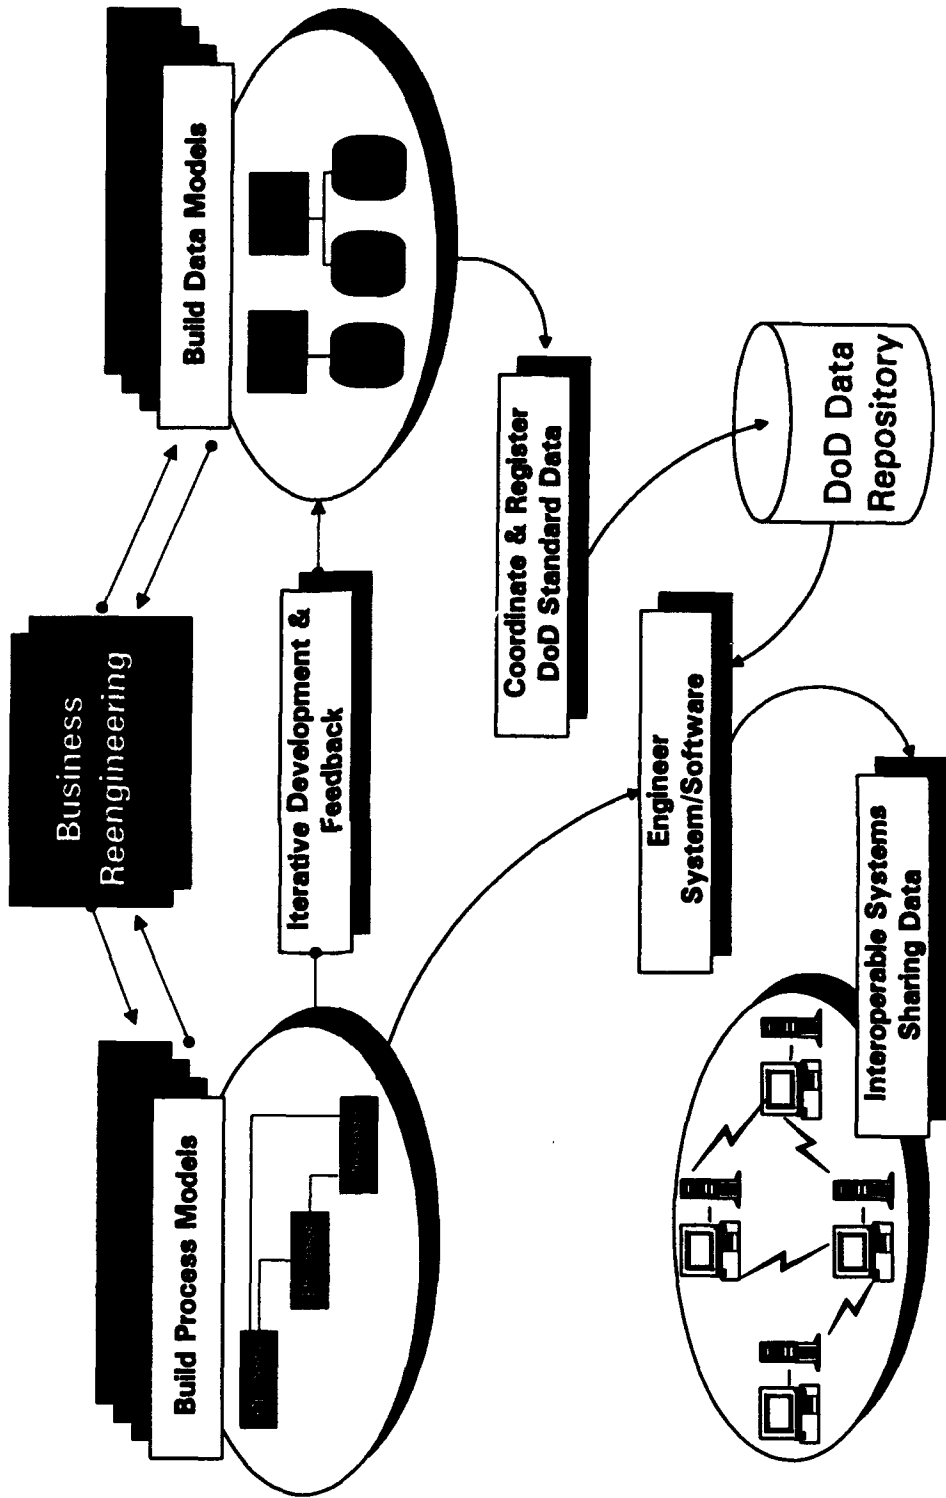 Business
Reengineering
Build Process Models
Build Data Models
Iterative Development &
Feedback
Coordinate & Register
DoD Standard Data
Engineer
System/Software
DoD Data
Repository
Interoperable Systems
Sharing Data